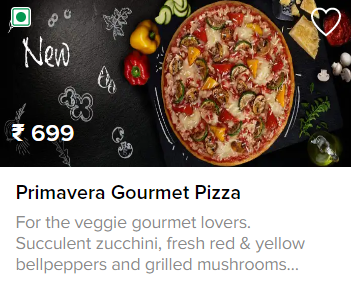 New
₹ 699
Primavera Gourmet Pizza
For the veggie gourmet lovers.
Succulent zucchini, fresh red & yellow
bellpeppers and grilled mushrooms...